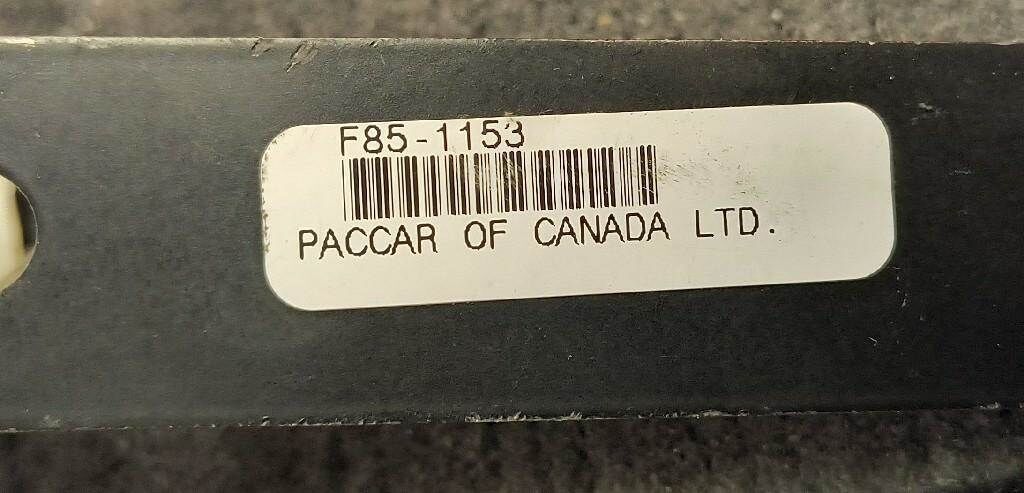 F85-1153
PACCAR OF CANADA LTD.